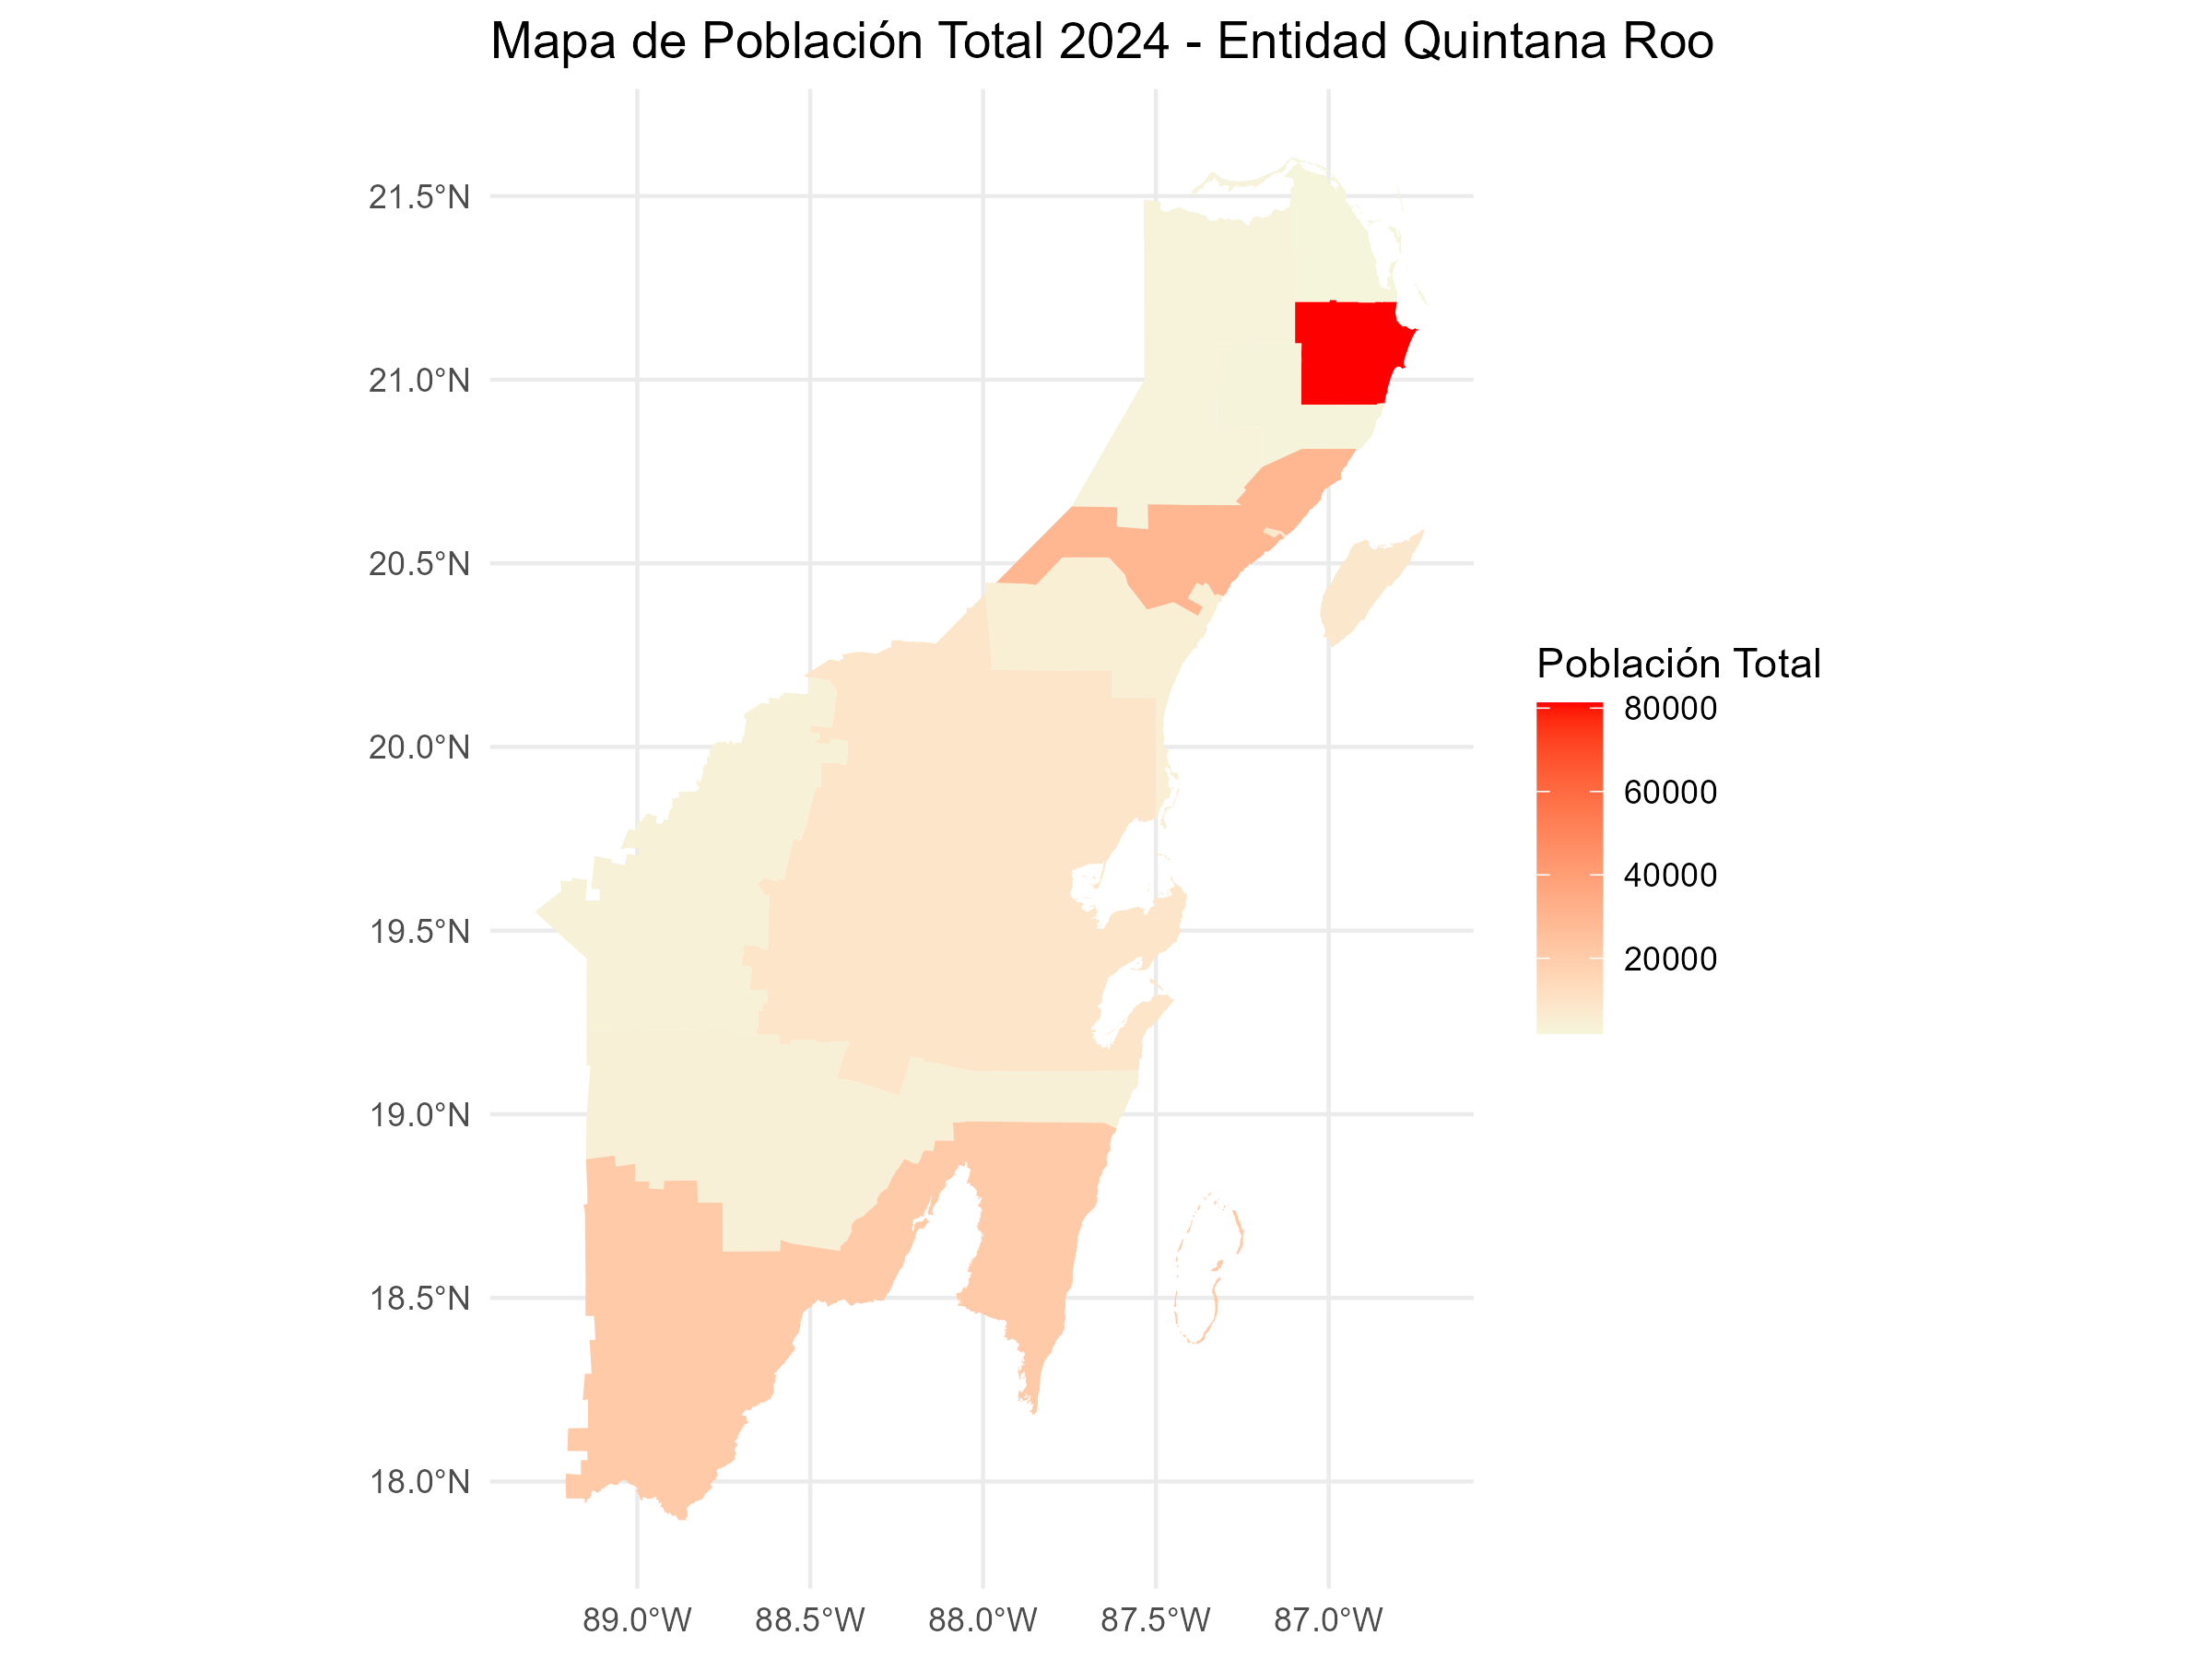 Mapa de Población Total 2024 - Entidad Quintana Roo
21.5°N
21.0°N
20.5°N
20.0°N
19.5°N
19.0°N
18.5°N
18.0°N
89.0°W
88.5°W
88.0°W
87.5°W
87.0°W
Población Total
80000
60000
40000
20000